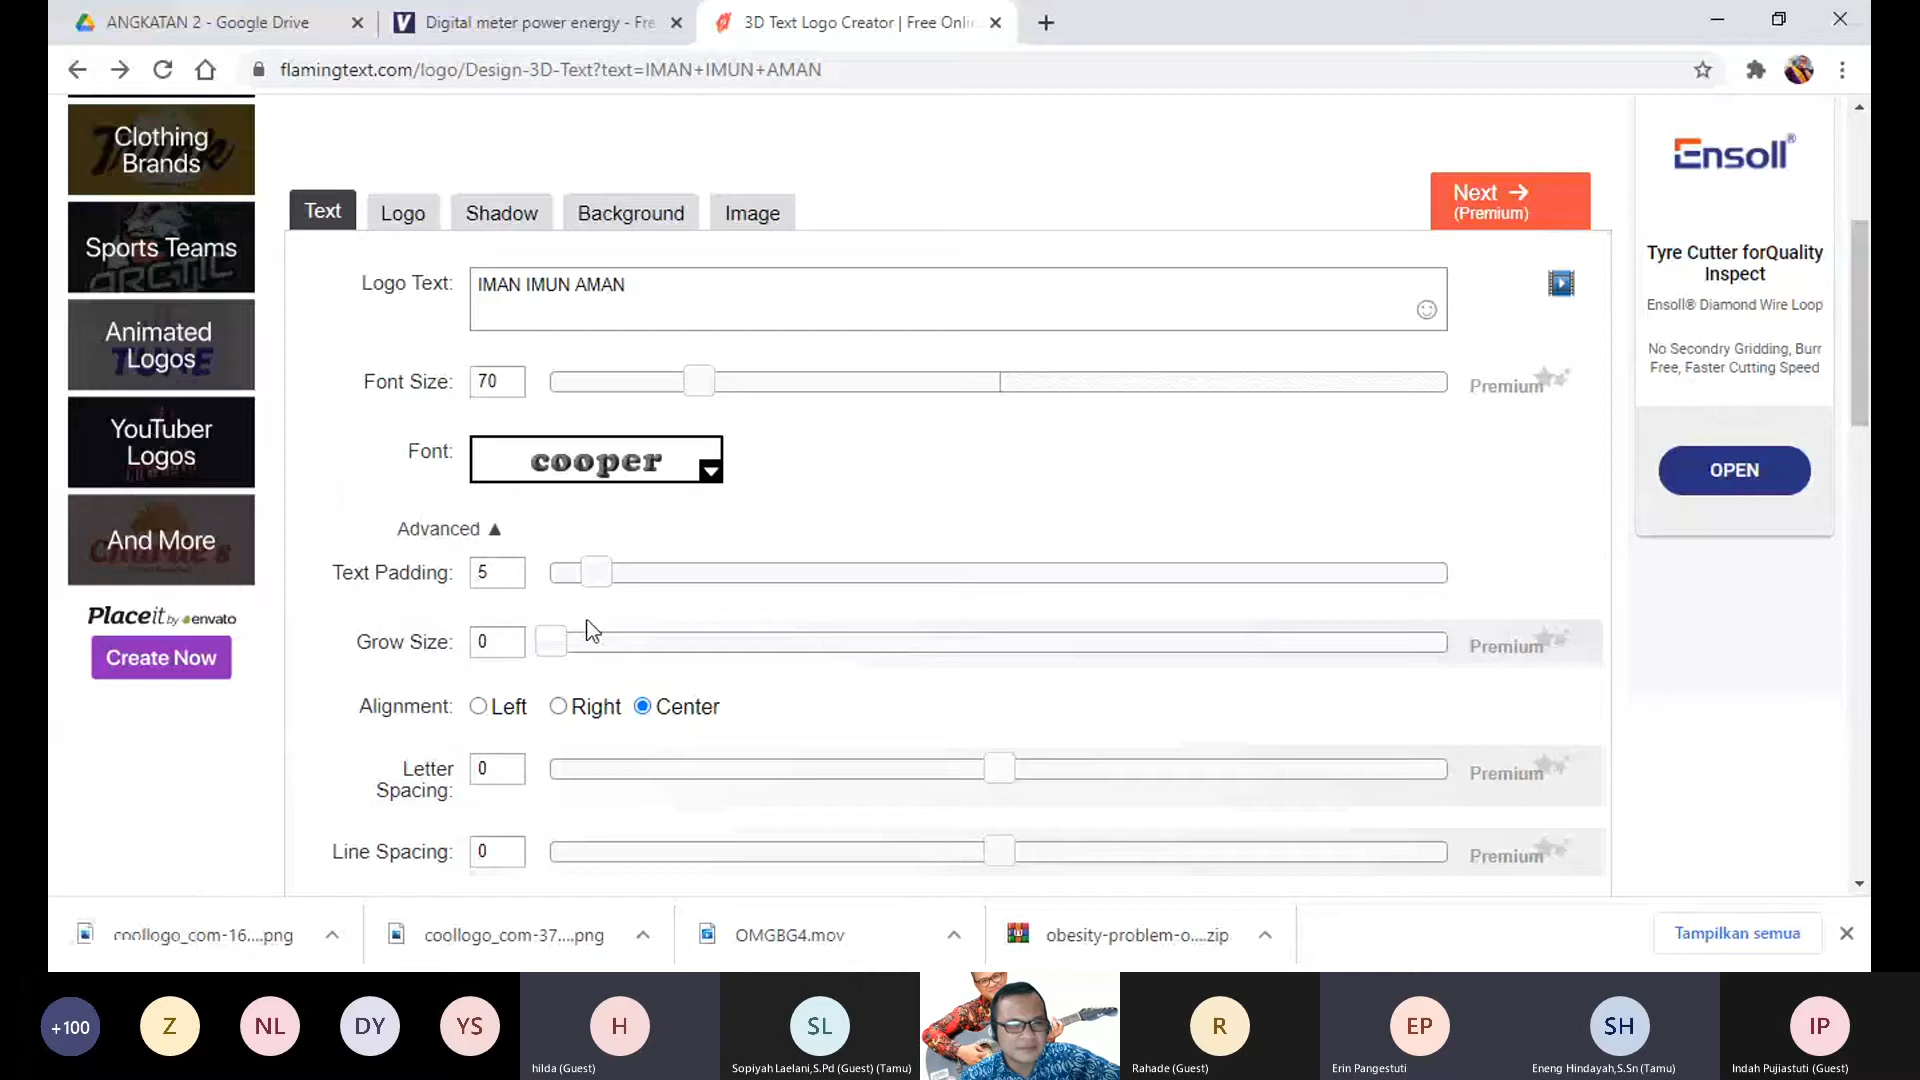 ANGKATAN 2 - Google Drive
Digital meter power energy - Fre
3D Text Logo Creator | Free Onlin
flamingtext.com/logo/Design-3D-Text?text=IMAN+IMUN+AMAN
Clothing
Brands
Sports Teams
ARCTIC
Animated
Logos
TUNE
YouTuber
Logos
And More
Placeit by envato
Create Now
Text
Logo
Shadow
Background
Image
Next →
(Premium)
Logo Text:
IMAN IMUN AMAN
Font Size:
70
Premium
Font:
cooper
Advanced ▲
Text Padding:
5
Grow Size:
0
Premium
Alignment:
Left
Right
Center
Letter
Spacing:
0
Premium
Line Spacing:
0
Premium
Ensoll®
Tyre Cutter forQuality
Inspect
Ensoll® Diamond Wire Loop
No Secondry Gridding, Burr
Free, Faster Cutting Speed
OPEN
coollogo_com-16....png
coollogo_com-37....png
OMGBG4.mov
obesity-problem-o....zip
Tampilkan semua
+100
Z
NL
DY
YS
H
hilda (Guest)
SL
Sopiyah Laelani,S.Pd (Guest) (Tamu)
R
Rahade (Guest)
EP
Erin Pangestuti
SH
Eneng Hindayah,S.Sn (Tamu)
IP
Indah Pujiastuti (Guest)